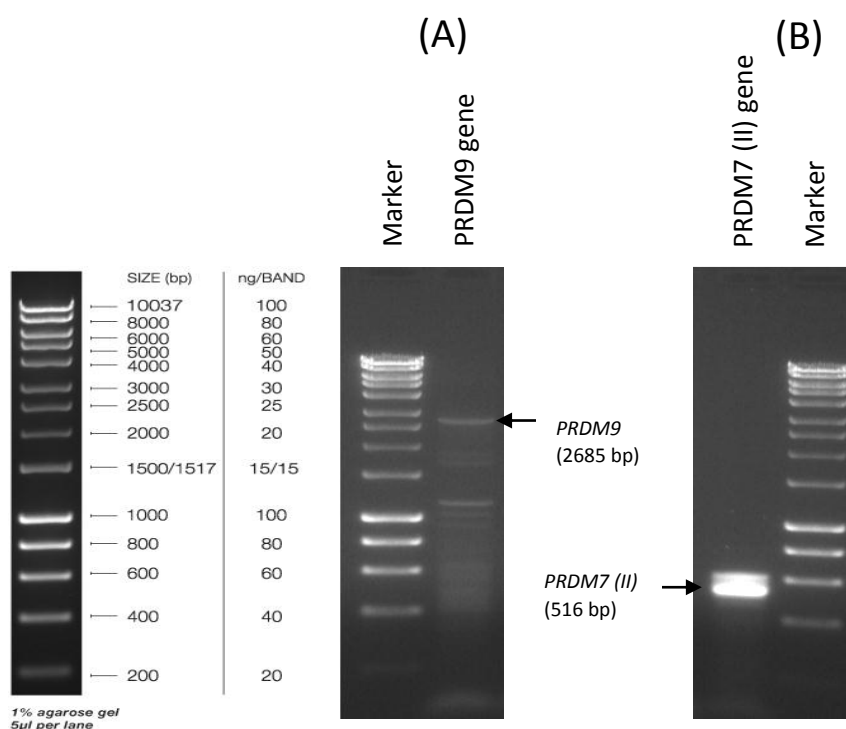 (A)
(B)
Marker
PRDM9 gene
PRDM7 (II) gene
Marker
SIZE (bp) ng/BAND
10037 100
8000 80
6000 60
5000 50
4000 40
3000 30
2500 25
2000 20
1500/1517 15/15
1000 100
800 80
600 60
400 40
200 20
1% agarose gel
5µl per lane
PRDM9
(2685 bp)
PRDM7 (II)
(516 bp)